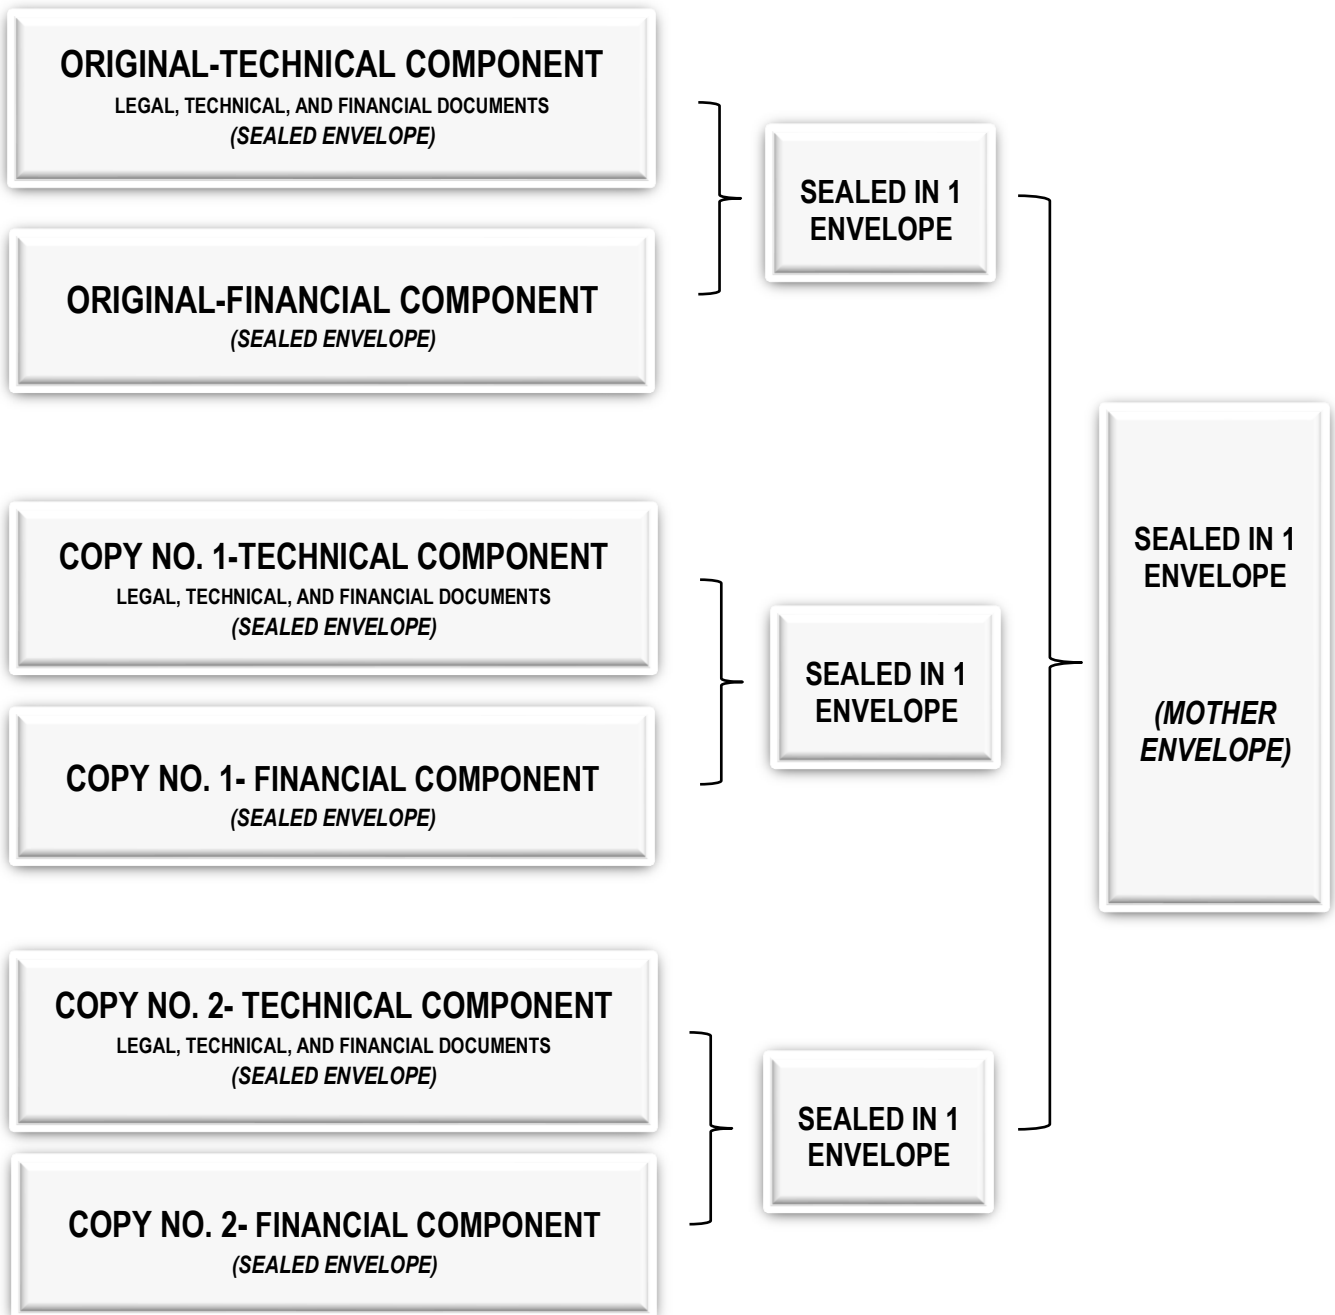 ORIGINAL-TECHNICAL COMPONENT
LEGAL, TECHNICAL, AND FINANCIAL DOCUMENTS
(SEALED ENVELOPE)
ORIGINAL-FINANCIAL COMPONENT
(SEALED ENVELOPE)
SEALED IN 1
ENVELOPE
COPY NO. 1-TECHNICAL COMPONENT
LEGAL, TECHNICAL, AND FINANCIAL DOCUMENTS
(SEALED ENVELOPE)
COPY NO. 1- FINANCIAL COMPONENT
(SEALED ENVELOPE)
SEALED IN 1
ENVELOPE
COPY NO. 2- TECHNICAL COMPONENT
LEGAL, TECHNICAL, AND FINANCIAL DOCUMENTS
(SEALED ENVELOPE)
COPY NO. 2- FINANCIAL COMPONENT
(SEALED ENVELOPE)
SEALED IN 1
ENVELOPE
SEALED IN 1
ENVELOPE
(MOTHER
ENVELOPE)